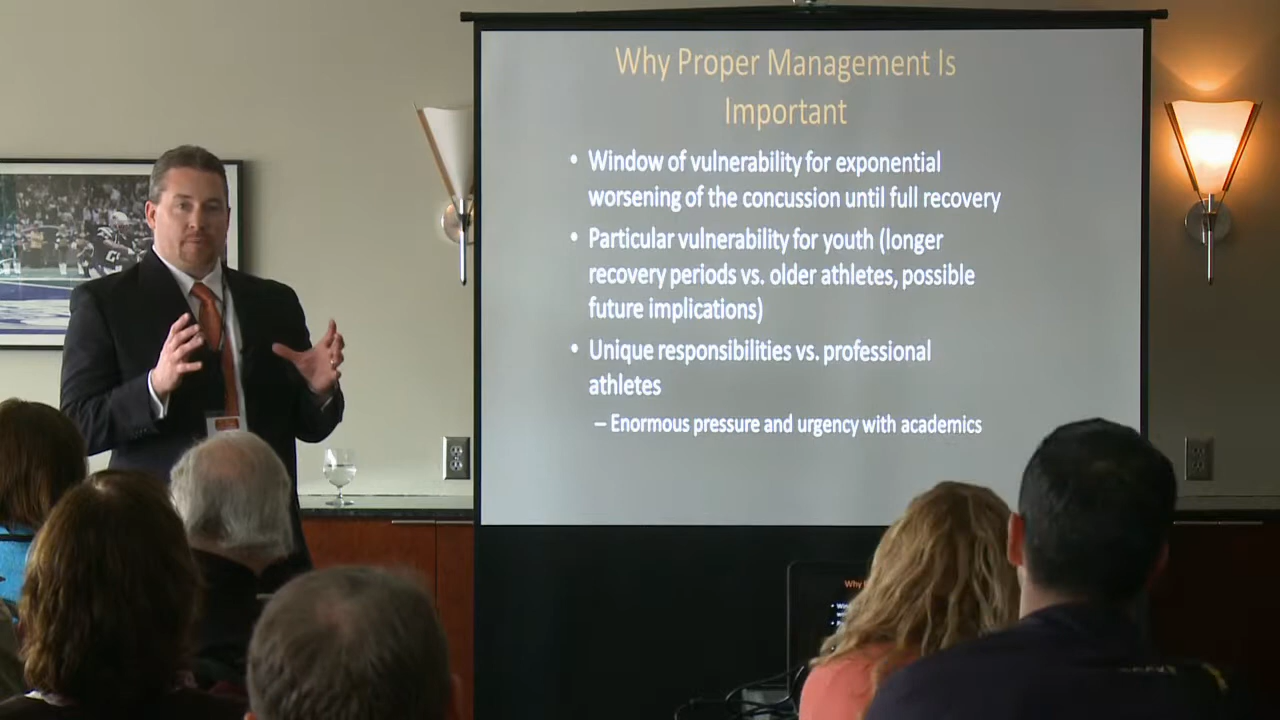 Why Proper Management Is
Important
• Window of vulnerability for exponential
worsening of the concussion until full recovery
• Particular vulnerability for youth (longer
recovery periods vs. older athletes, possible
future implications)
• Unique responsibilities vs. professional
athletes
– Enormous pressure and urgency with academics
Why